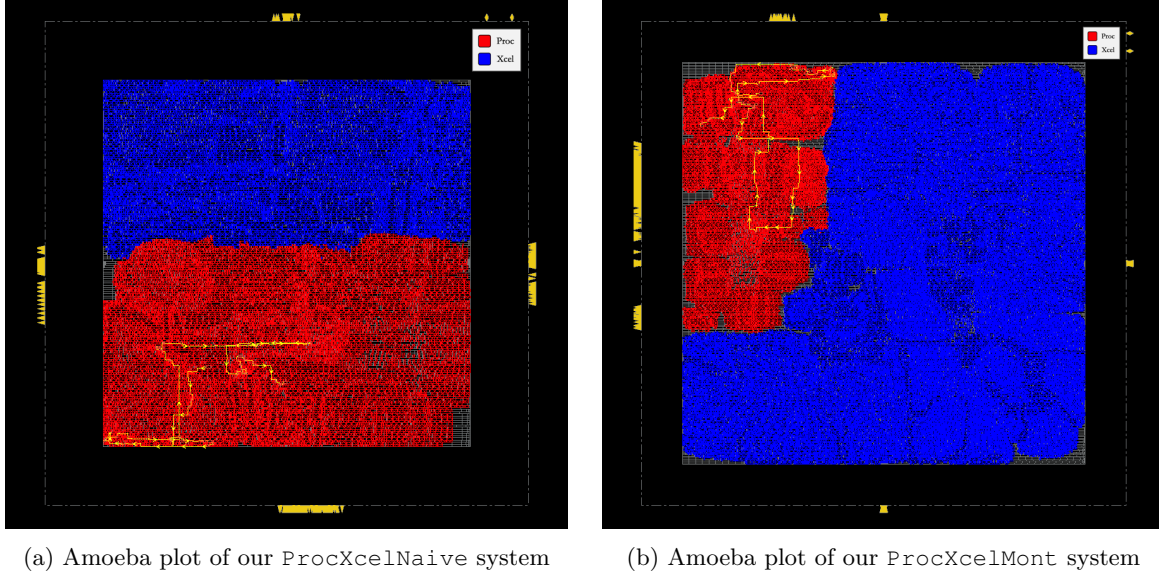 Proc
Xcel
Proc
Xcel
(a) Amoeba plot of our ProcXcelNaive system
(b) Amoeba plot of our ProcXcelMont system